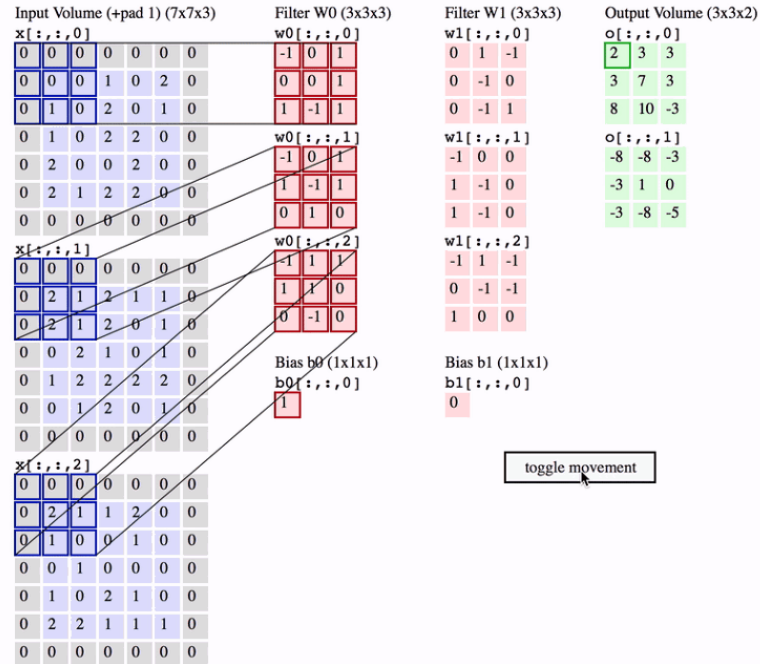 Input Volume (+pad 1) (7x7x3)
x[:,:,0]
0 0 0 0 0 0 0
0 0 0 1 0 2 0
0 1 0 2 0 1 0
0 1 0 2 2 0 0
0 2 0 0 2 0 0
0 2 1 2 2 0 0
0 0 0 0 0 0 0
x[:,:,1]
0 0 0 0 0 0 0
0 2 1 2 1 1 0
0 2 1 2 0 1 0
0 0 2 1 0 1 0
0 1 2 2 2 2 0
0 0 1 2 0 1 0
0 0 0 0 0 0 0
x[:,:,2]
0 0 0 0 0 0 0
0 2 1 1 2 0 0
0 1 0 0 1 0 0
0 0 1 0 0 0 0
0 1 0 2 1 0 0
0 2 2 1 1 1 0
0 0 0 0 0 0 0
Filter W0 (3x3x3)
w0[:,:,0]
-1 0 1
0 0 1
1 -1 1
w0[:,:,1]
-1 0 1
1 -1 1
0 1 0
w0[:,:,2]
-1 1 1
1 1 0
0 -1 0
Bias b0 (1x1x1)
b0[:,:,0]
1
Filter W1 (3x3x3)
w1[:,:,0]
0 1 -1
0 -1 0
0 -1 1
w1[:,:,1]
-1 0 0
1 -1 0
1 -1 0
w1[:,:,2]
-1 1 -1
0 -1 -1
1 0 0
Bias b1 (1x1x1)
b1[:,:,0]
0
Output Volume (3x3x2)
o[:,:,0]
2 3 3
3 7 3
8 10 -3
o[:,:,1]
-8 -8 -3
-3 1 0
-3 -8 -5
toggle movement